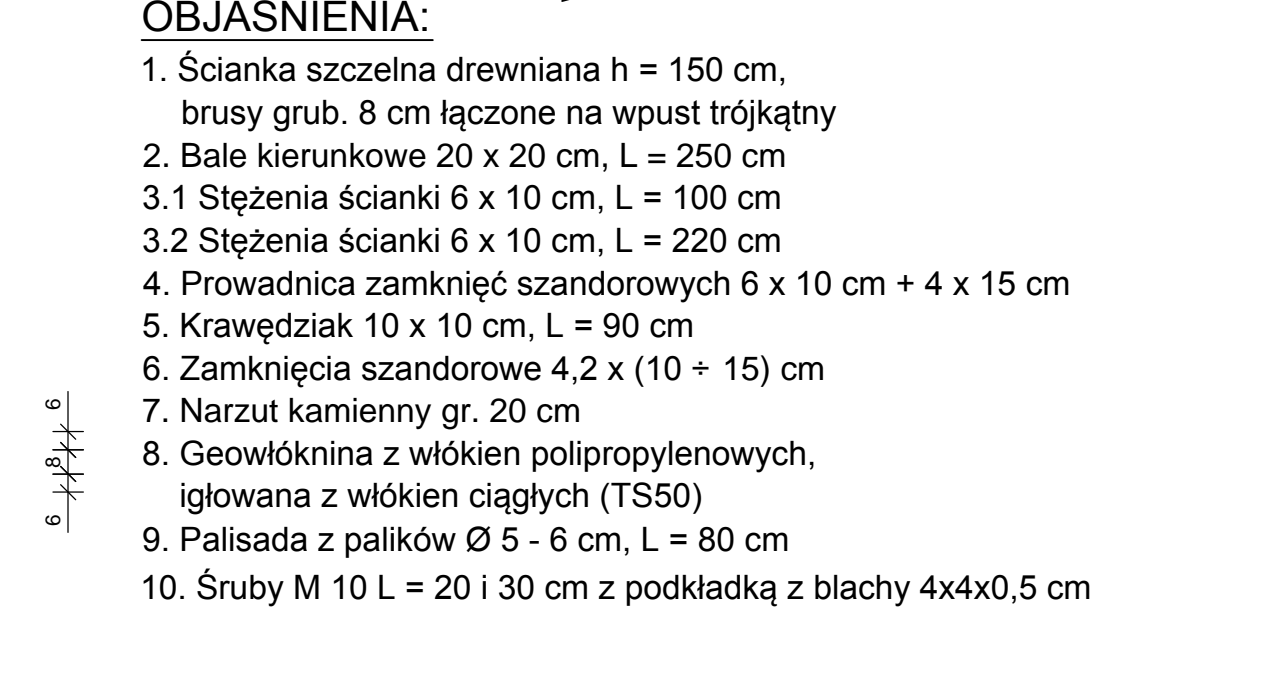 OBJAŚNIENIA:
1. Ścianka szczelna drewniana h = 150 cm,
brusy grub. 8 cm łączone na wpust trójkątny
2. Bale kierunkowe 20 x 20 cm, L = 250 cm
3.1 Stężenia ścianki 6 x 10 cm, L = 100 cm
3.2 Stężenia ścianki 6 x 10 cm, L = 220 cm
4. Prowadnica zamknięć szandorowych 6 x 10 cm + 4 x 15 cm
5. Krawędziak 10 x 10 cm, L = 90 cm
6. Zamknięcia szandorowe 4,2 x (10 ÷ 15) cm
7. Narzut kamienny gr. 20 cm
8. Geowłóknina z włókien polipropylenowych,
igłowana z włókien ciągłych (TS50)
9. Palisada z palików Ø 5 - 6 cm, L = 80 cm
10. Śruby M 10 L = 20 i 30 cm z podkładką z blachy 4x4x0,5 cm
6
8
6